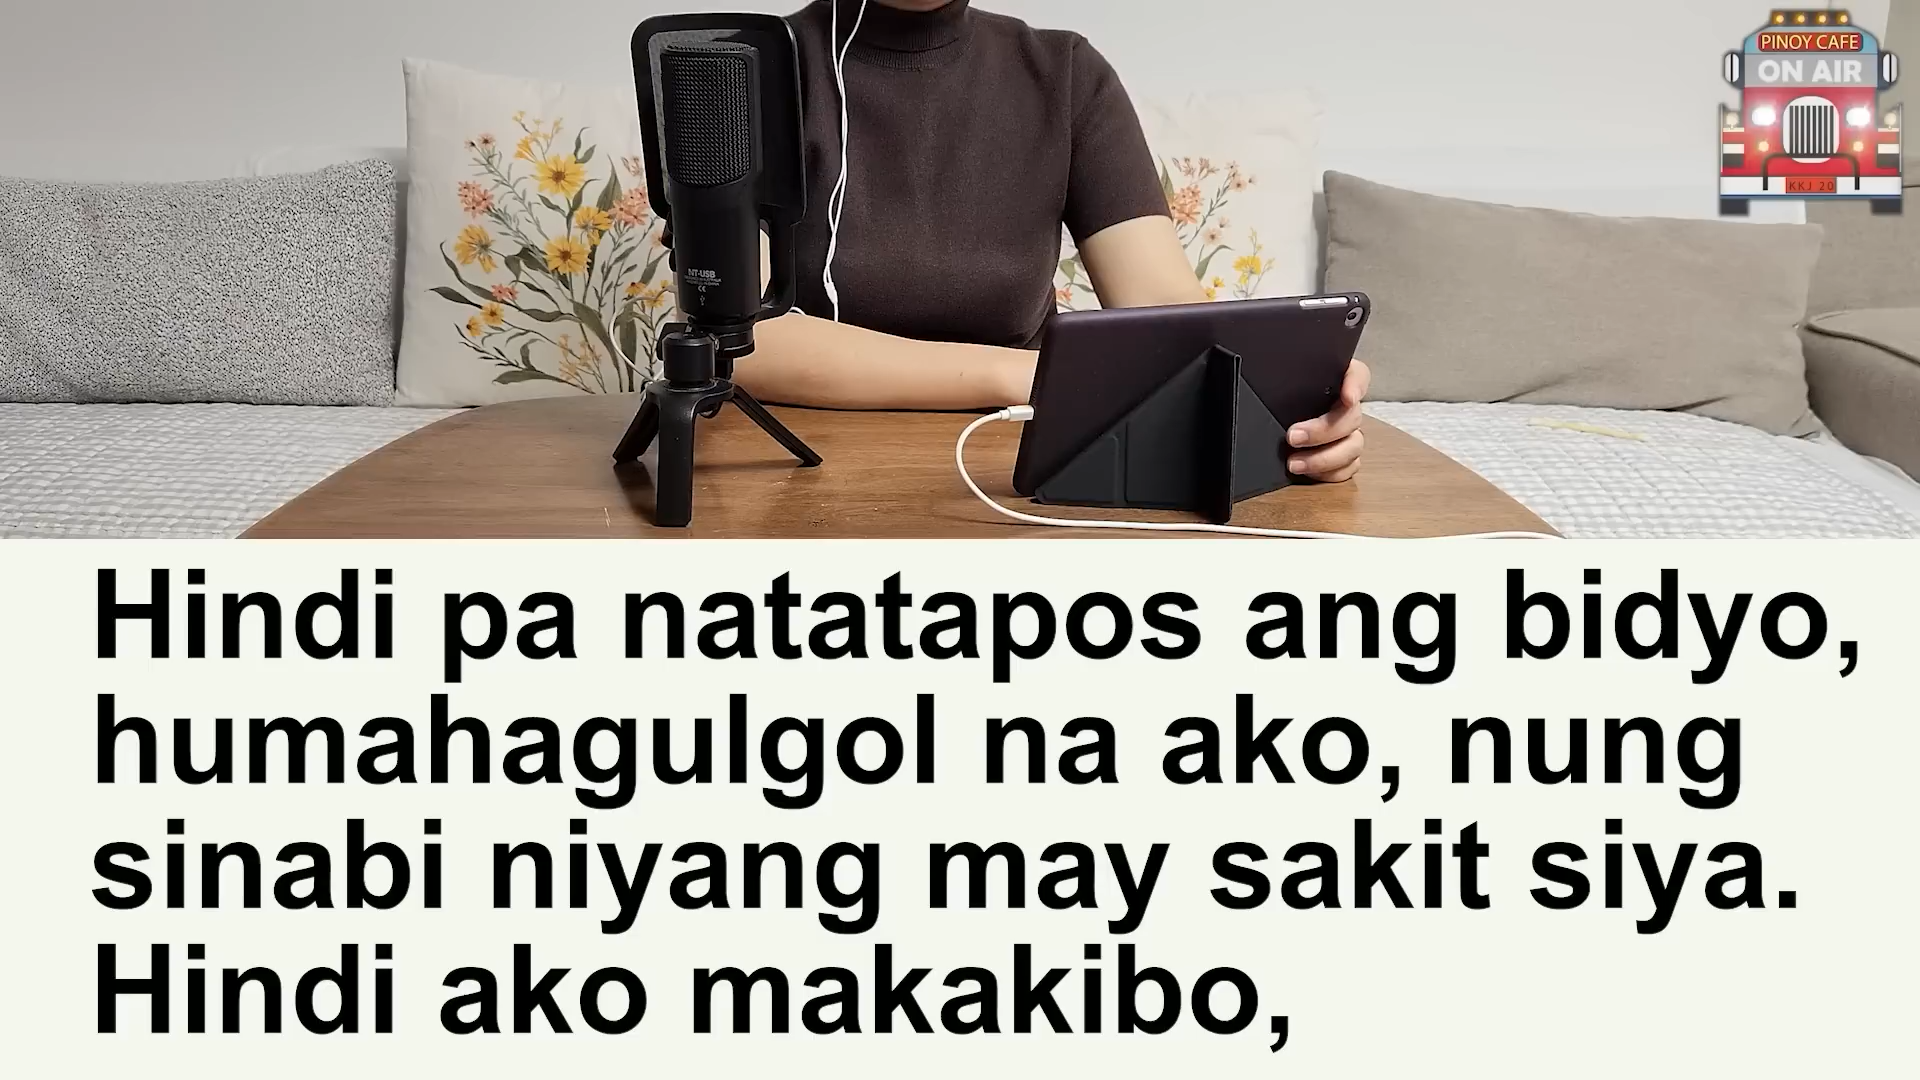 PINOY CAFE
ON AIR
KKJ 20
NT-USB
Hindi pa natatapos ang bidyo,
humahagulgol na ako, nung
sinabi niyang may sakit siya.
Hindi ako makakibo,